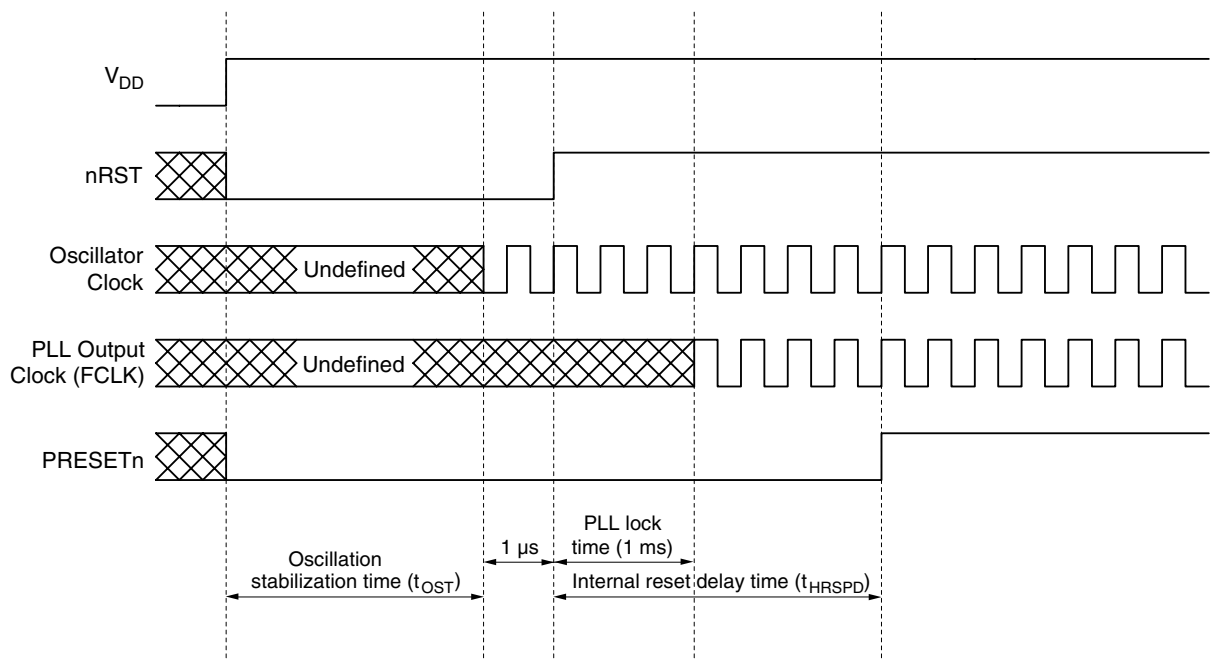 VDD
nRST
Oscillator
Clock
Undefined
PLL Output
Clock (FCLK)
Undefined
PRESETn
Oscillation
stabilization time (tOST)
1 µs
PLL lock
time (1 ms)
Internal reset delay time (tHRSPD)